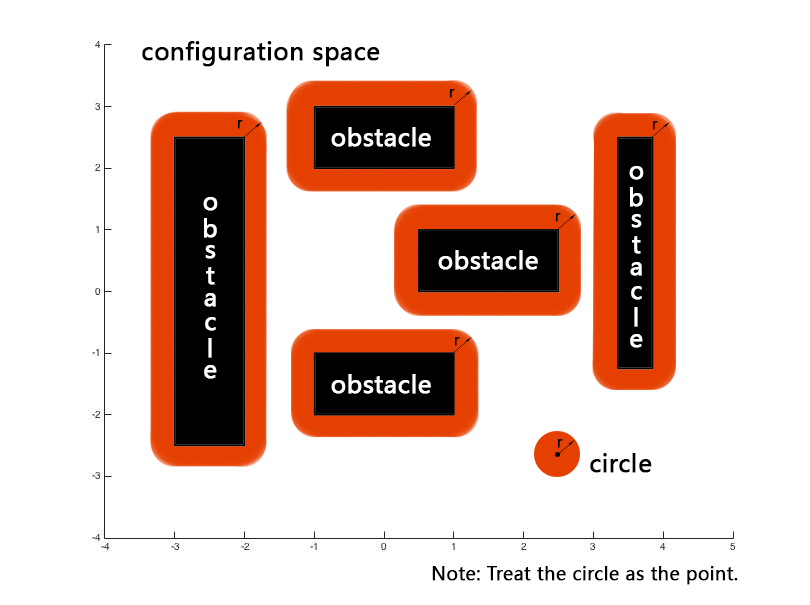 configuration space
4
3
2
1
0
-1
-2
-3
-4
-4
-3
-2
-1
0
1
2
3
4
5
r
obstacle
r
obstacle
r
obstacle
r
obstacle
r
obstacle
r
circle
Note: Treat the circle as the point.